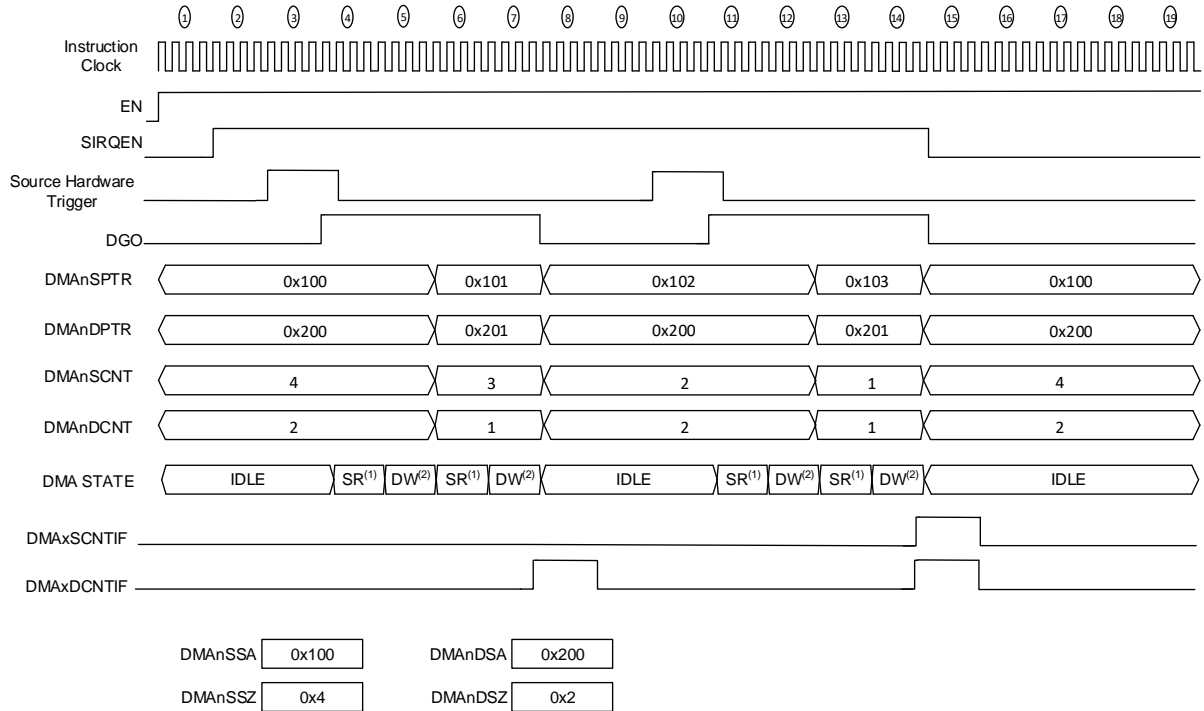 1 2 3 4 5 6 7 8 9 10 11 12 13 14 15 16 17 18 19
Instruction
Clock
EN
SIRQEN
Source Hardware
Trigger
DGO
DMAnSPTR 0x100 0x101 0x102 0x103 0x100
DMAnDPTR 0x200 0x201 0x200 0x201 0x200
DMAnSCNT 4 3 2 1 4
DMAnDCNT 2 1 2 1 2
DMA STATE IDLE SR(1) DW(2) SR(1) DW(2) IDLE SR(1) DW(2) SR(1) DW(2) IDLE
DMAxSCNTIF
DMAxDCNTIF
DMAnSSA 0x100 DMAnDSA 0x200
DMAnSSZ 0x4 DMAnDSZ 0x2